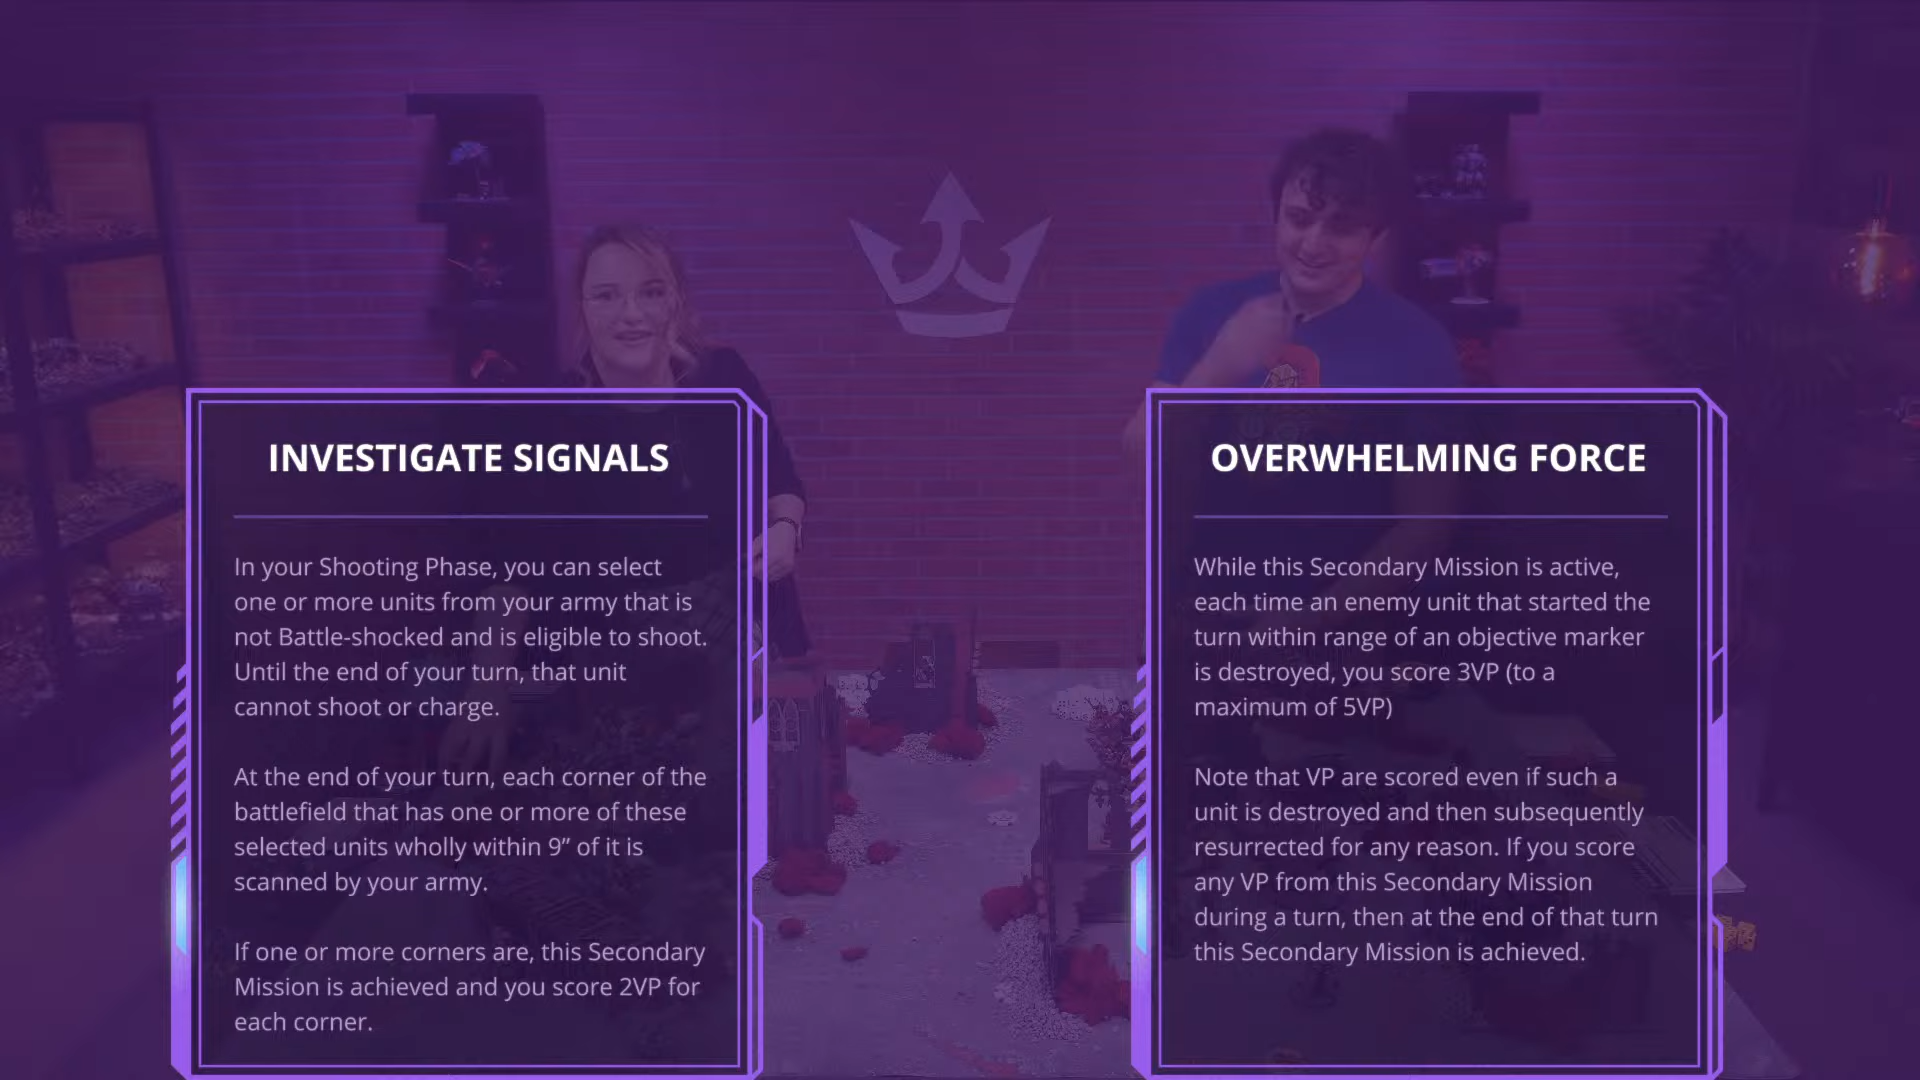 INVESTIGATE SIGNALS
In your Shooting Phase, you can select
one or more units from your army that is
not Battle-shocked and is eligible to shoot.
Until the end of your turn, that unit
cannot shoot or charge.
At the end of your turn, each corner of the
battlefield that has one or more of these
selected units wholly within 9” of it is
scanned by your army.
If one or more corners are, this Secondary
Mission is achieved and you score 2VP for
each corner.
OVERWHELMING FORCE
While this Secondary Mission is active,
each time an enemy unit that started the
turn within range of an objective marker
is destroyed, you score 3VP (to a
maximum of 5VP)
Note that VP are scored even if such a
unit is destroyed and then subsequently
resurrected for any reason. If you score
any VP from this Secondary Mission
during a turn, then at the end of that turn
this Secondary Mission is achieved.